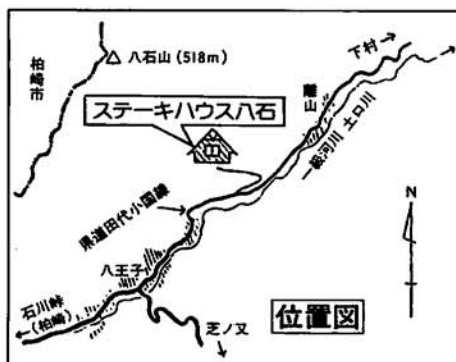 下村
八石山(518m)
柏崎市
ステーキハウス八石
離山
一級河川 土口川
県道田代小国線
N
八王子
石川峠
(柏崎)
芝ノ又
位置図